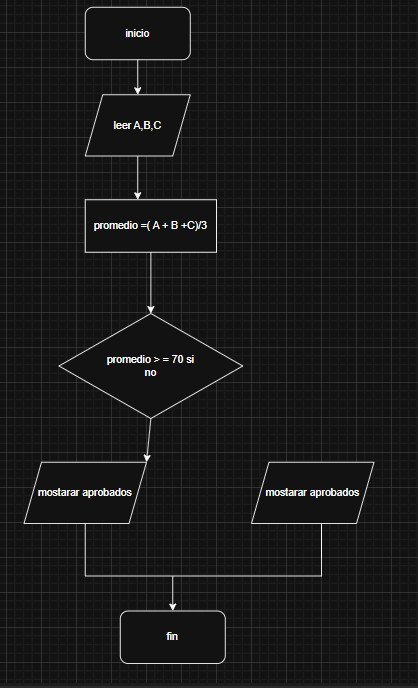 inicio
leer A,B,C
promedio =( A + B +C)/3
promedio > = 70 si
no
mostarar aprobados
mostarar aprobados
fin